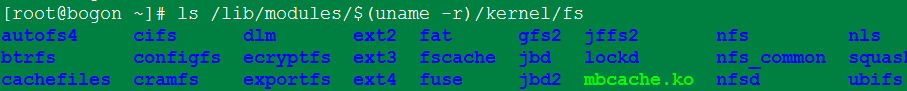 [root@bogon ~]# ls /lib/modules/$(uname -r)/kernel/fs
autofs4 cifs dlm ext2 fat gfs2 jffs2 nfs nls
btrfs configfs ecryptfs ext3 fscache jbd lockd nfs_common squash
cachefiles cramfs exportfs ext4 fuse jbd2 mbcache.ko nfsd ubifs